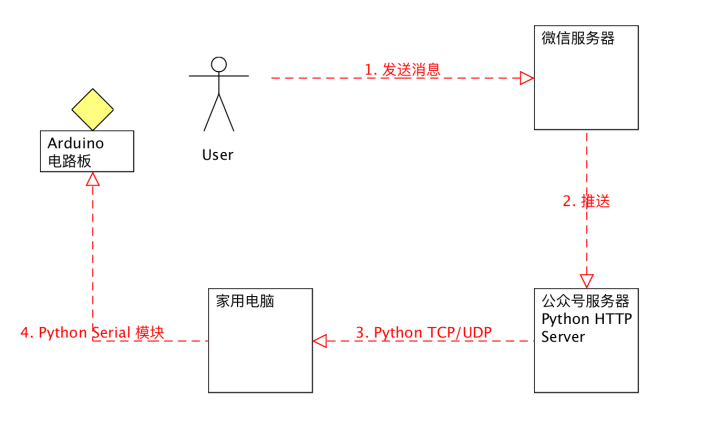 微信服务器
1. 发送消息
Arduino
电路板
User
2. 推送
家用电脑
公众号服务器
Python HTTP
Server
4. Python Serial 模块
3. Python TCP/UDP